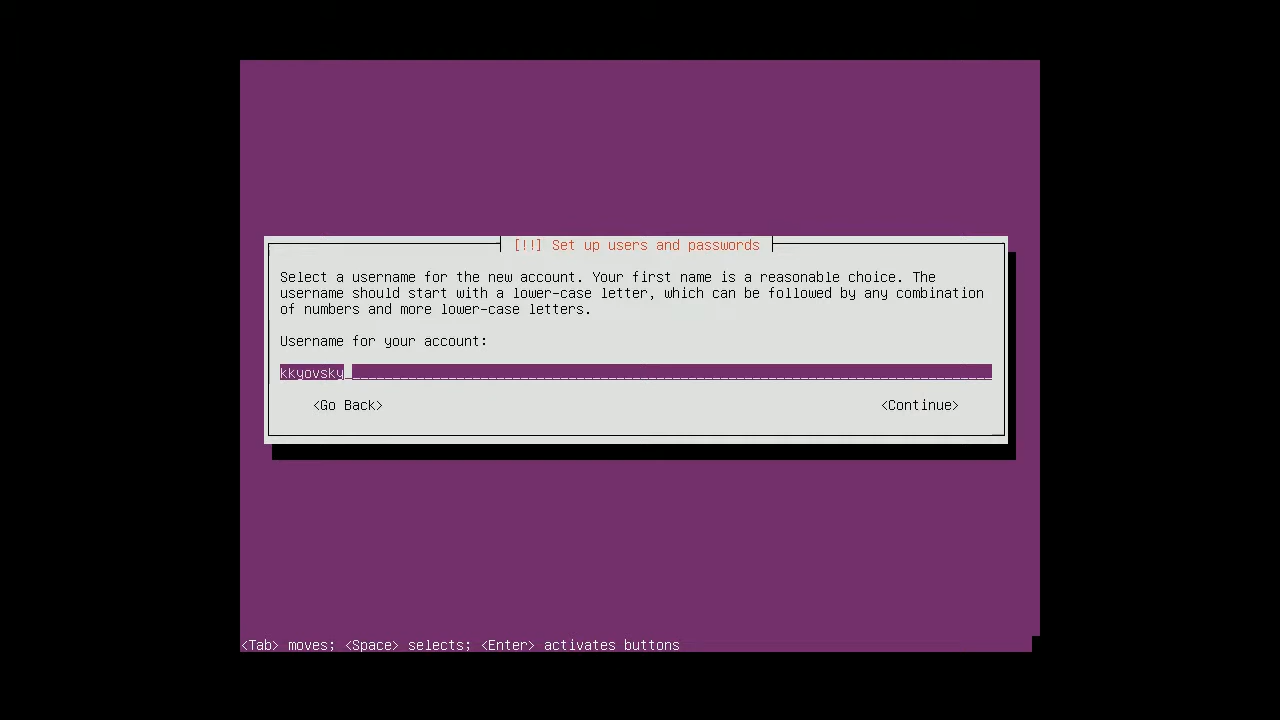 [!!] Set up users and passwords
Select a username for the new account. Your first name is a reasonable choice. The
username should start with a lower-case letter, which can be followed by any combination
of numbers and more lower-case letters.
Username for your account:
kkyovsky
<Go Back> <Continue>
<Tab> moves; <Space> selects; <Enter> activates buttons